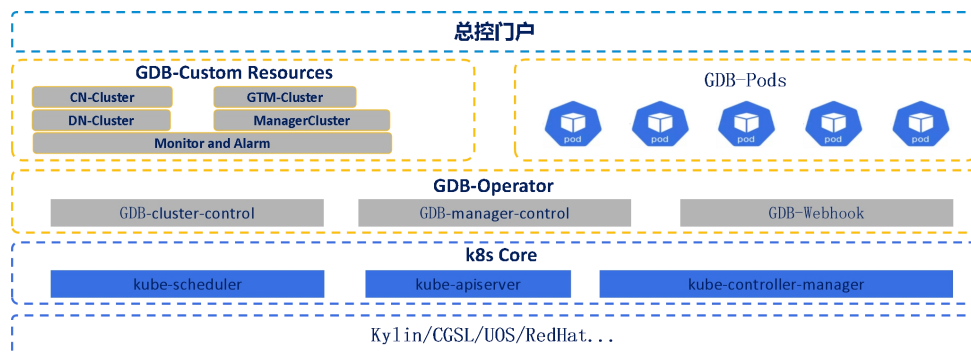 总控门户
GDB-Custom Resources
CN-Cluster
GTM-Cluster
DN-Cluster
ManagerCluster
Monitor and Alarm
GDB-Pods
pod
pod
pod
pod
pod
GDB-Operator
GDB-cluster-control
GDB-manager-control
GDB-Webhook
k8s Core
kube-scheduler
kube-apiserver
kube-controller-manager
Kylin/CGSL/UOS/RedHat...